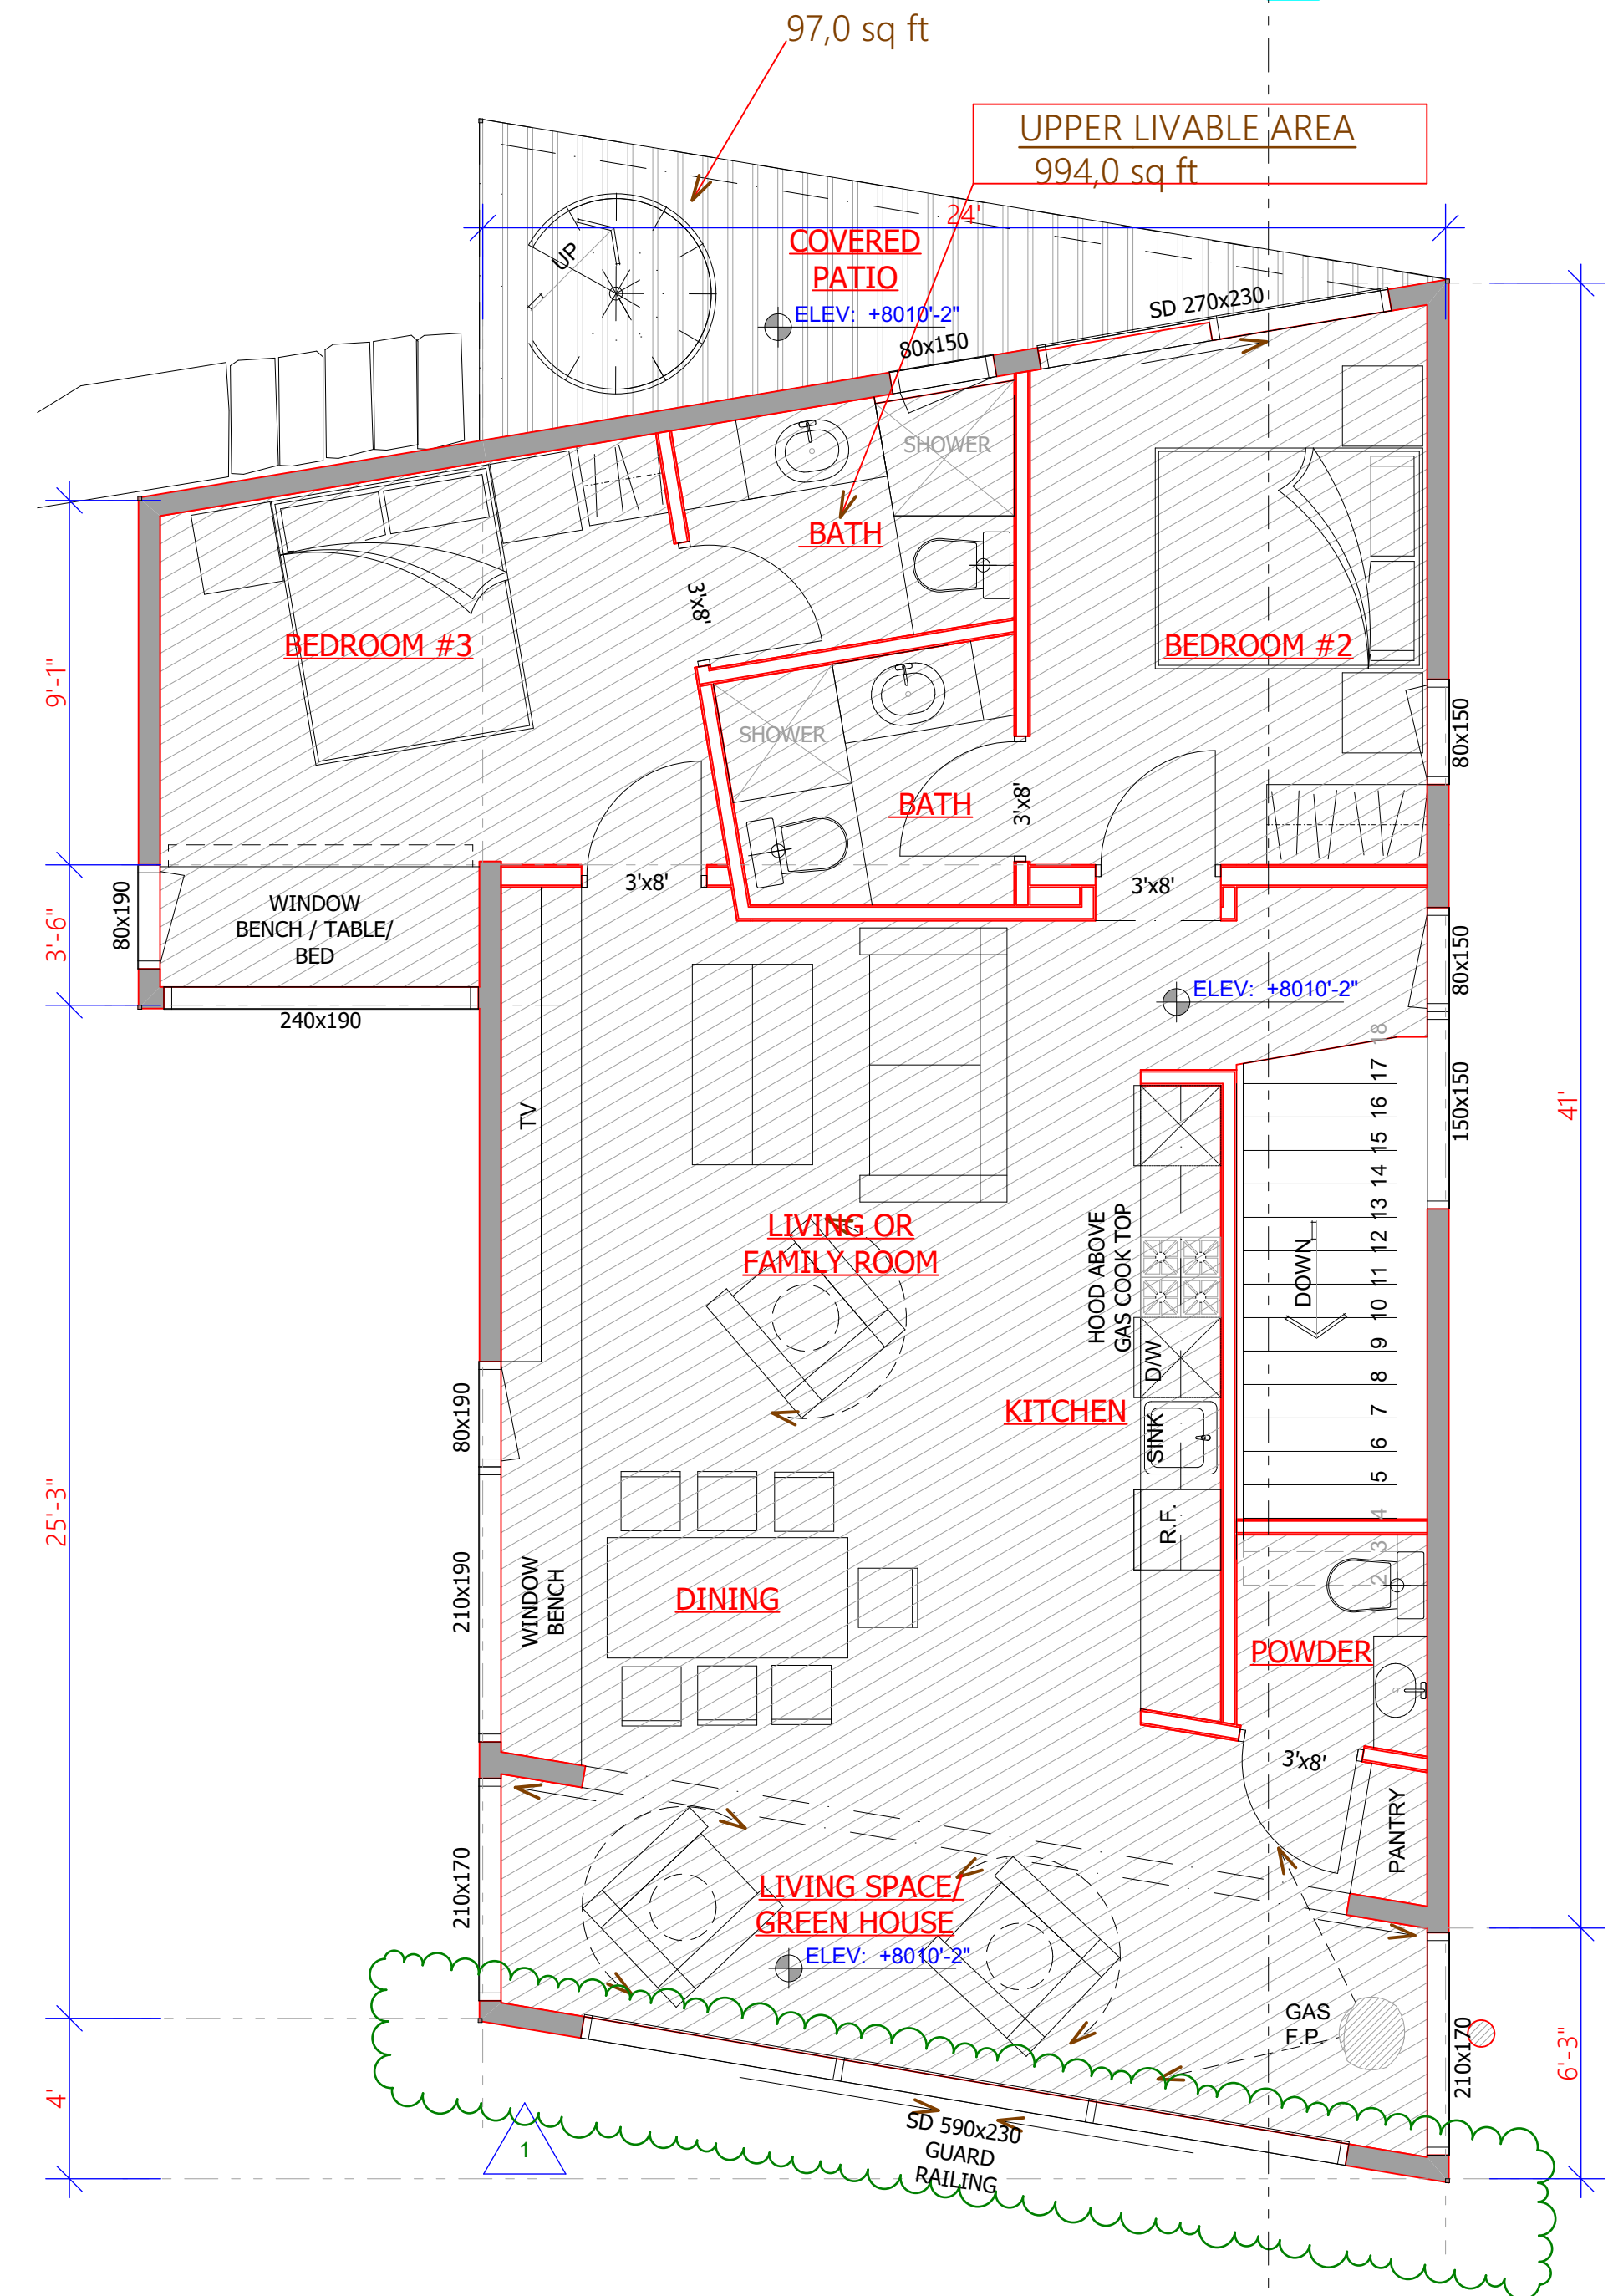 97,0 sq ft
UPPER LIVABLE AREA
994,0 sq ft
24'
COVERED
PATIO
UP
ELEV: +8010'-2"
SD 270x230
80x150
SHOWER
BATH
3'x8'
BEDROOM #3
BEDROOM #2
9'-1"
SHOWER
80x150
BATH
3'x8'
3'x8'
3'x8'
WINDOW
BENCH / TABLE/
BED
80x190
3'-6"
80x150
ELEV: +8010'-2"
240x190
18
17
16
15
14
13
12
11
10
9
8
7
6
5
4
3
2
1
TV
150x150
41'
LIVING OR
FAMILY ROOM
HOOD ABOVE
GAS COOK TOP
DOWN
D/W
KITCHEN
SINK
80x190
25'-3"
R.F.
210x190
WINDOW
BENCH
DINING
POWDER
3'x8'
PANTRY
210x170
LIVING SPACE/
GREEN HOUSE
ELEV: +8010'-2"
GAS
F.P.
210x170
6'-3"
4'
1
SD 590x230
GUARD
RAILING